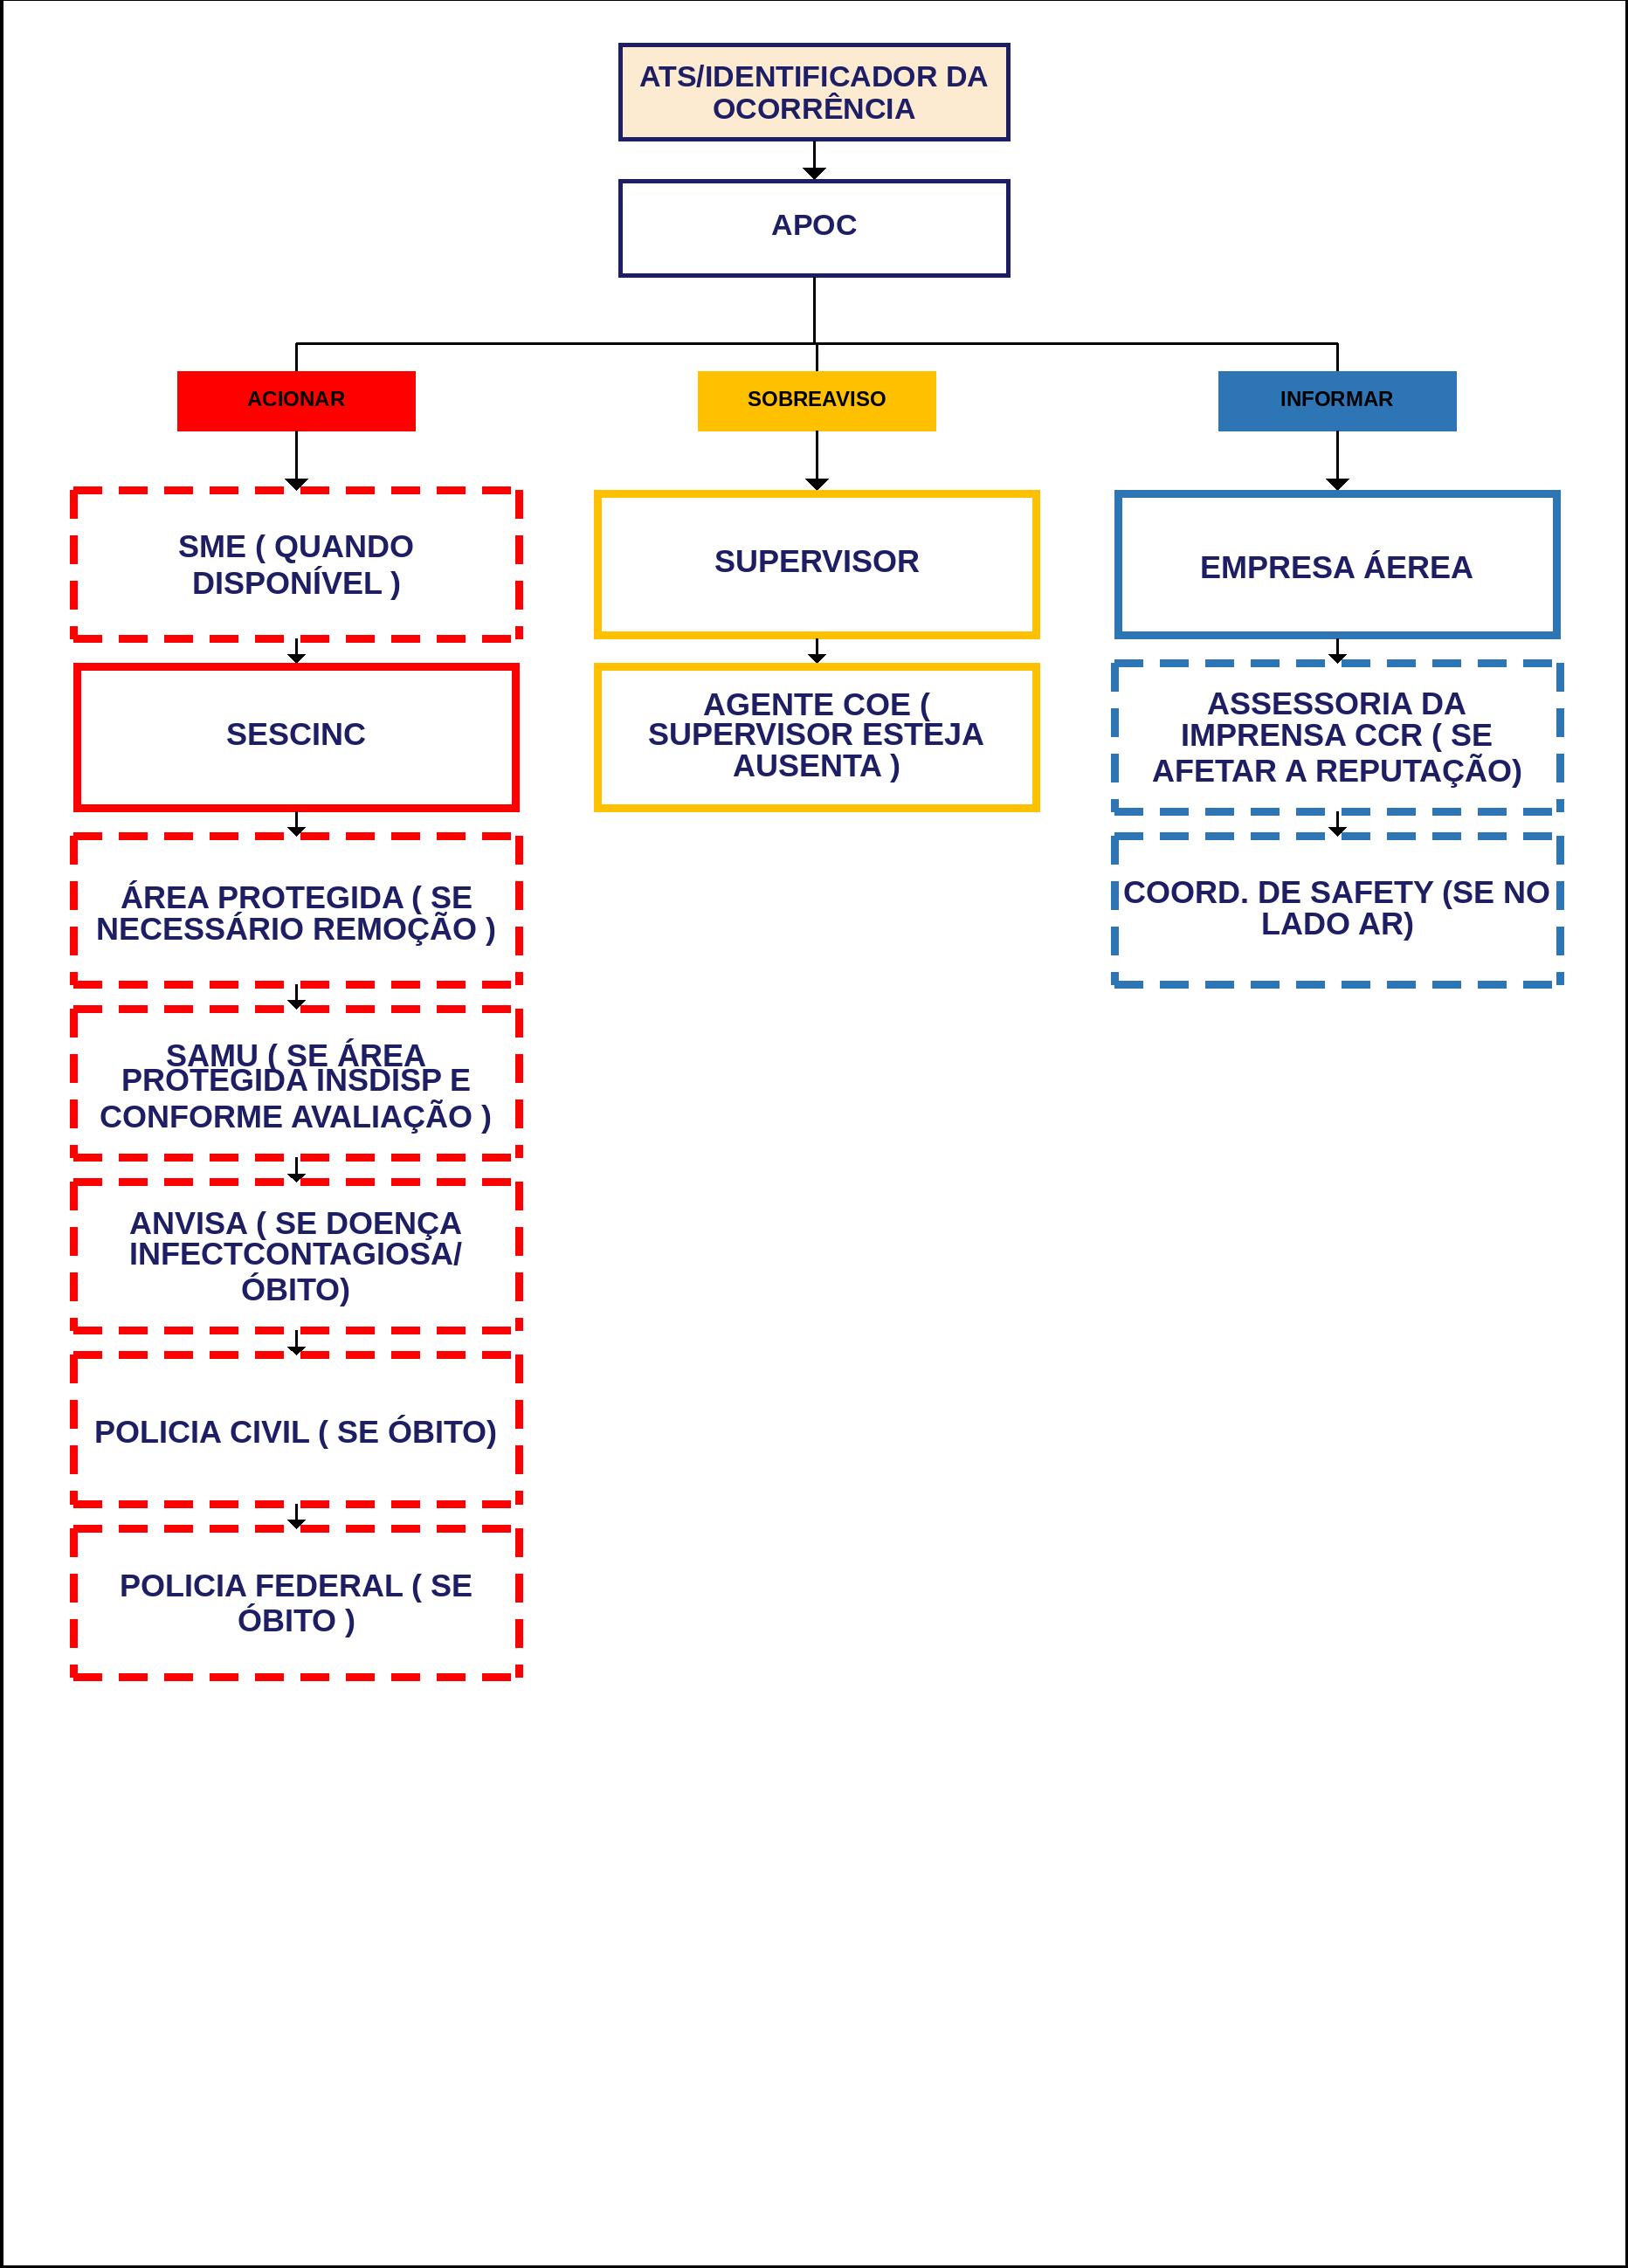 ATS/IDENTIFICADOR DA
OCORRÊNCIA
APOC
ACIONAR
SOBREAVISO
INFORMAR
SME ( QUANDO
DISPONÍVEL )
SUPERVISOR
EMPRESA ÁEREA
SESCINC
AGENTE COE (
SUPERVISOR ESTEJA
AUSENTA )
ASSESSORIA DA
IMPRENSA CCR ( SE
AFETAR A REPUTAÇÃO)
ÁREA PROTEGIDA ( SE
NECESSÁRIO REMOÇÃO )
COORD. DE SAFETY (SE NO
LADO AR)
SAMU ( SE ÁREA
PROTEGIDA INSDISP E
CONFORME AVALIAÇÃO )
ANVISA ( SE DOENÇA
INFECTCONTAGIOSA/
ÓBITO)
POLICIA CIVIL ( SE ÓBITO)
POLICIA FEDERAL ( SE
ÓBITO )